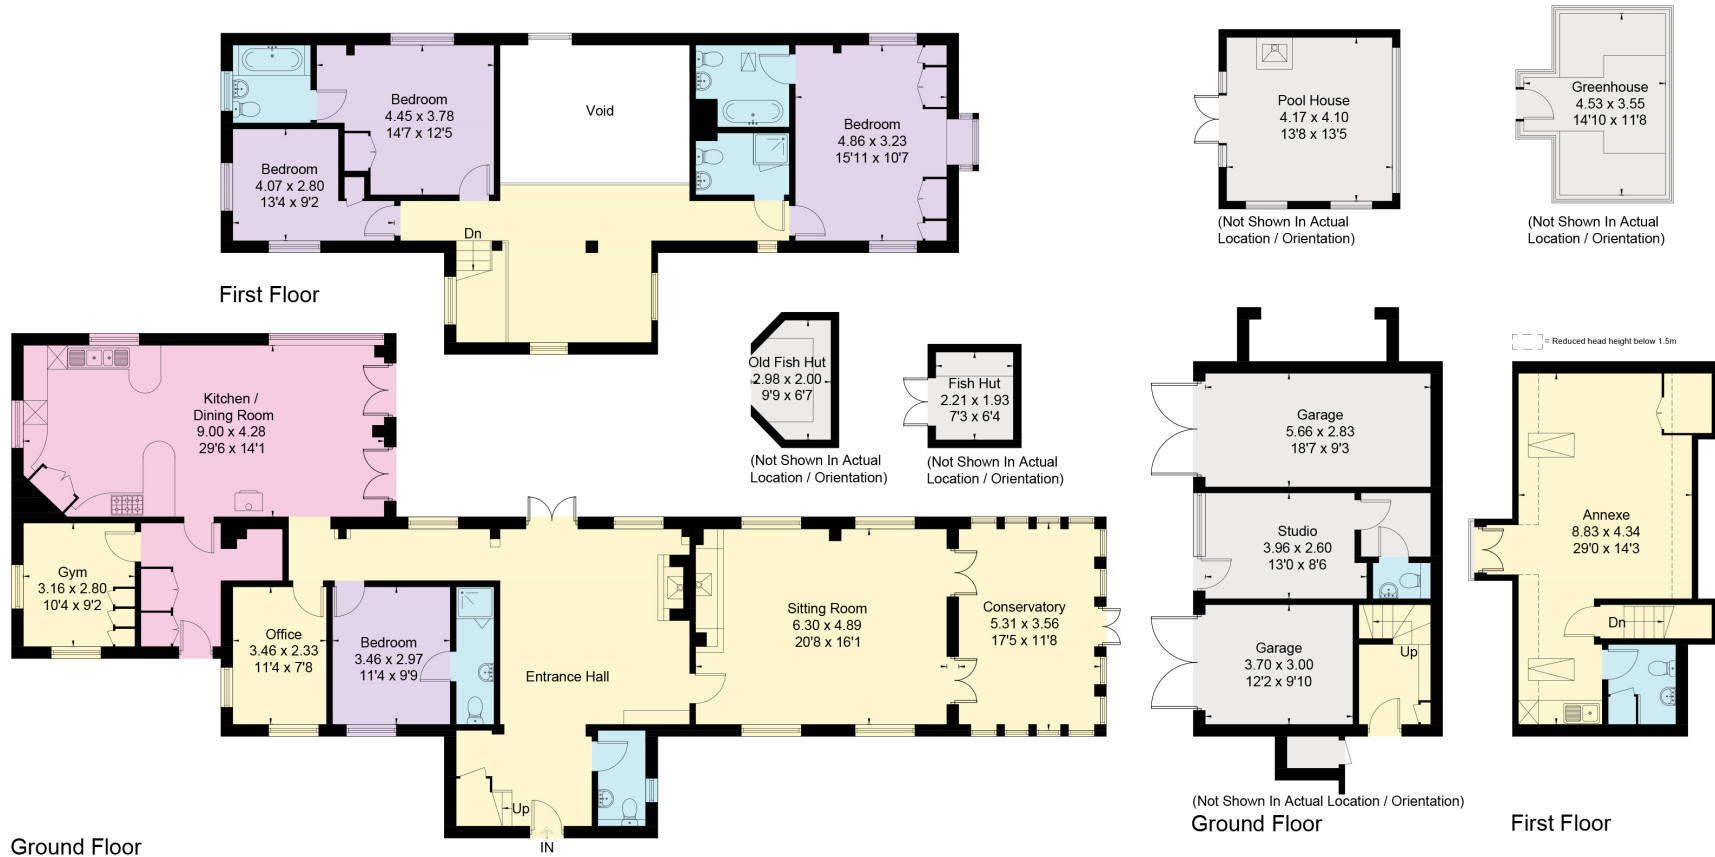 Void
Bedroom
4.45 x 3.78
14'7 x 12'5
Bedroom
4.86 x 3.23
15'11 x 10'7
Bedroom
4.07 x 2.80
13'4 x 9'2
Dn
First Floor
Pool House
4.17 x 4.10
13'8 x 13'5
(Not Shown In Actual
Location / Orientation)
Greenhouse
4.53 x 3.55
14'10 x 11'8
(Not Shown In Actual
Location / Orientation)
Kitchen /
Dining Room
9.00 x 4.28
29'6 x 14'1
Old Fish Hut
2.98 x 2.00
9'9 x 6'7
(Not Shown In Actual
Location / Orientation)
Fish Hut
2.21 x 1.93
7'3 x 6'4
(Not Shown In Actual
Location / Orientation)
Gym
3.16 x 2.80
10'4 x 9'2
Office
3.46 x 2.33
11'4 x 7'8
Bedroom
3.46 x 2.97
11'4 x 9'9
Entrance Hall
Sitting Room
6.30 x 4.89
20'8 x 16'1
Conservatory
5.31 x 3.56
17'5 x 11'8
Up
IN
Ground Floor
Garage
5.66 x 2.83
18'7 x 9'3
Studio
3.96 x 2.60
13'0 x 8'6
Garage
3.70 x 3.00
12'2 x 9'10
Up
(Not Shown In Actual Location / Orientation)
Ground Floor
= Reduced head height below 1.5m
Annexe
8.83 x 4.34
29'0 x 14'3
Dn
First Floor